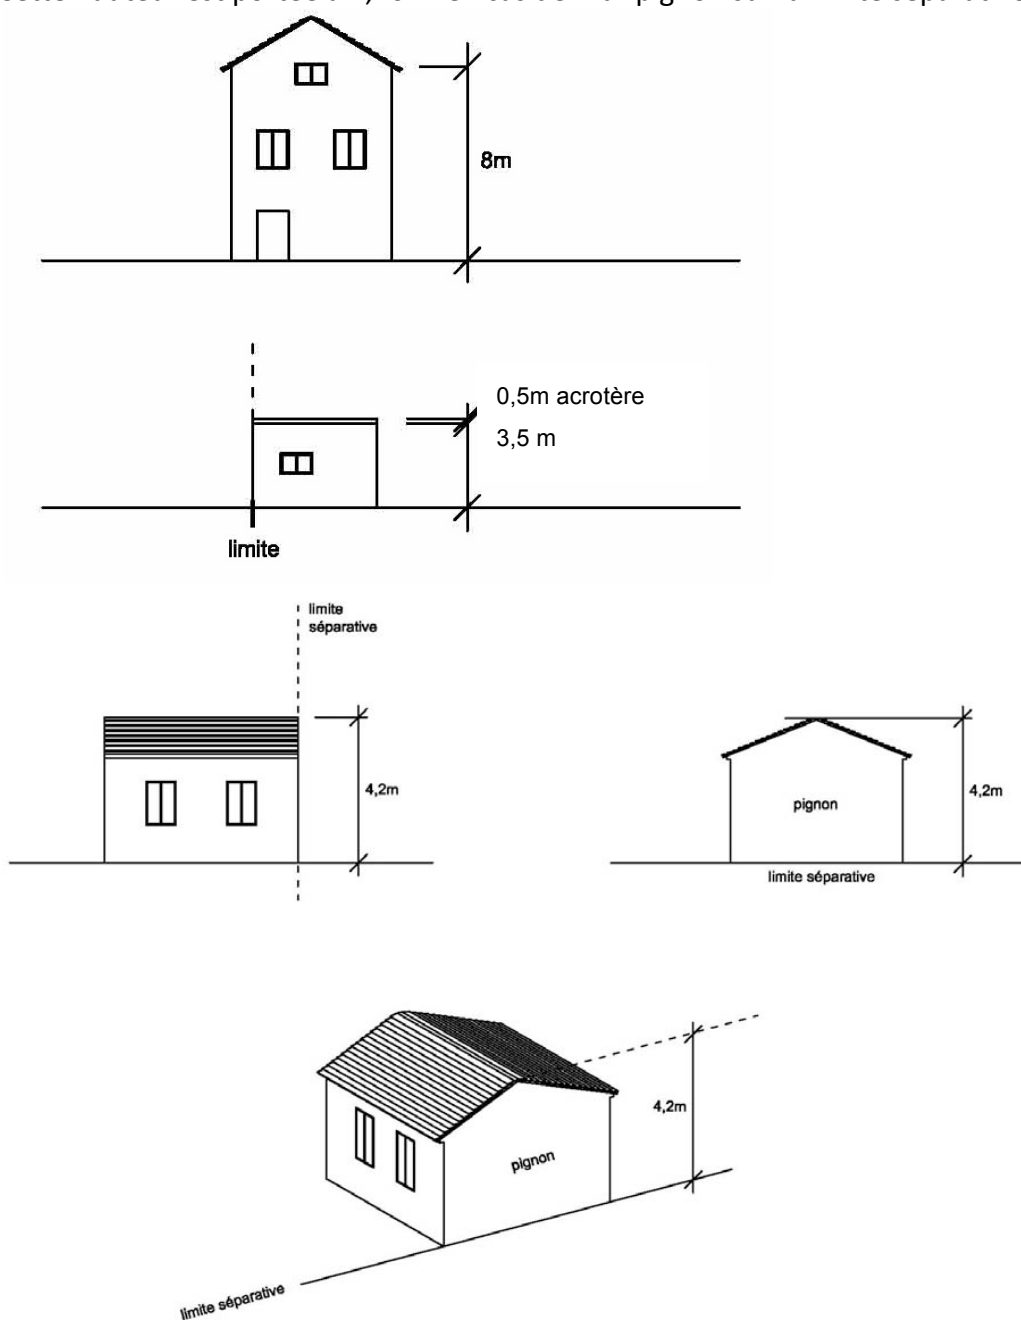 8m
0,5m acrotère
3,5 m
limite
limite
séparative
4,2m
pignon
4,2m
limite séparative
4,2m
pignon
limite séparative